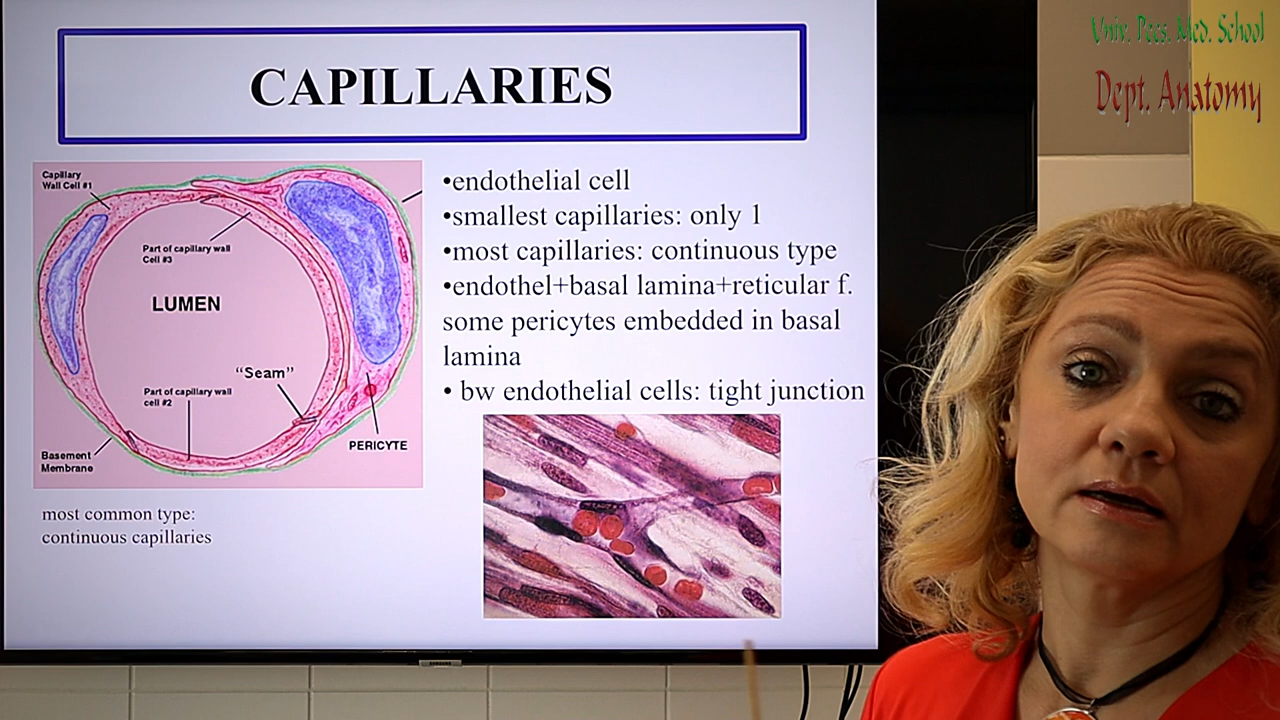 Univ. Pecs. Med. School
Dept. Anatomy
CAPILLARIES
Capillary
Wall Cell #1
Part of capillary wall
Cell #3
LUMEN
"Seam"
Part of capillary wall
cell #2
PERICYTE
Basement
Membrane
most common type:
continuous capillaries
•endothelial cell
•smallest capillaries: only 1
•most capillaries: continuous type
•endothel+basal lamina+reticular f.
some pericytes embedded in basal
lamina
• bw endothelial cells: tight junction
SAMSUNG